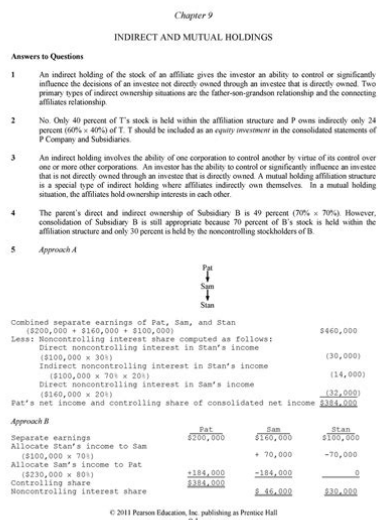 Chapter 9
INDIRECT AND MUTUAL HOLDINGS
Answers to Questions
1 An indirect holding of the stock of an affiliate gives the investor an ability to control or significantly
influence the decisions of an investee not directly owned through an investee that is directly owned. Two
primary types of indirect ownership situations are the father-son-grandson relationship and the connecting
affiliates relationship.
2 No. Only 40 percent of T's stock is held within the affiliation structure and P owns indirectly only 24
percent (60% × 40%) of T. T should be included as an equity investment in the consolidated statements of
P Company and Subsidiaries.
3 An indirect holding involves the ability of one corporation to control another by virtue of its control over
one or more other corporations. An investor has the ability to control or significantly influence an investee
that is not directly owned through an investee that is directly owned. A mutual holding affiliation structure
is a special type of indirect holding where affiliates indirectly own themselves. In a mutual holding
situation, the affiliates hold ownership interests in each other.
4 The parent's direct and indirect ownership of Subsidiary B is 49 percent (70% × 70%). However,
consolidation of Subsidiary B is still appropriate because 70 percent of B's stock is held within the
affiliation structure and only 30 percent is held by the noncontrolling stockholders of B.
5 Approach A
Pat
Sam
Stan
Combined separate earnings of Pat, Sam, and Stan
($200,000 + $160,000 + $100,000) $460,000
Less: Noncontrolling interest share computed as follows:
Direct noncontrolling interest in Stan's income
($100,000 × 30%) (30,000)
Indirect noncontrolling interest in Stan's income
($100,000 × 70% × 20%) (14,000)
Direct noncontrolling interest in Sam's income
($160,000 × 20%) (32,000)
Pat's net income and controlling share of consolidated net income $384,000
Approach B
Pat Sam Stan
Separate earnings $200,000 $160,000 $100,000
Allocate Stan's income to Sam
($100,000 × 70%) + 70,000 -70,000
Allocate Sam's income to Pat
($230,000 × 80%) +184,000 -184,000 0
Controlling share $384,000
Noncontrolling interest share $ 46,000 $30,000
© 2011 Pearson Education, Inc. publishing as Prentice Hall